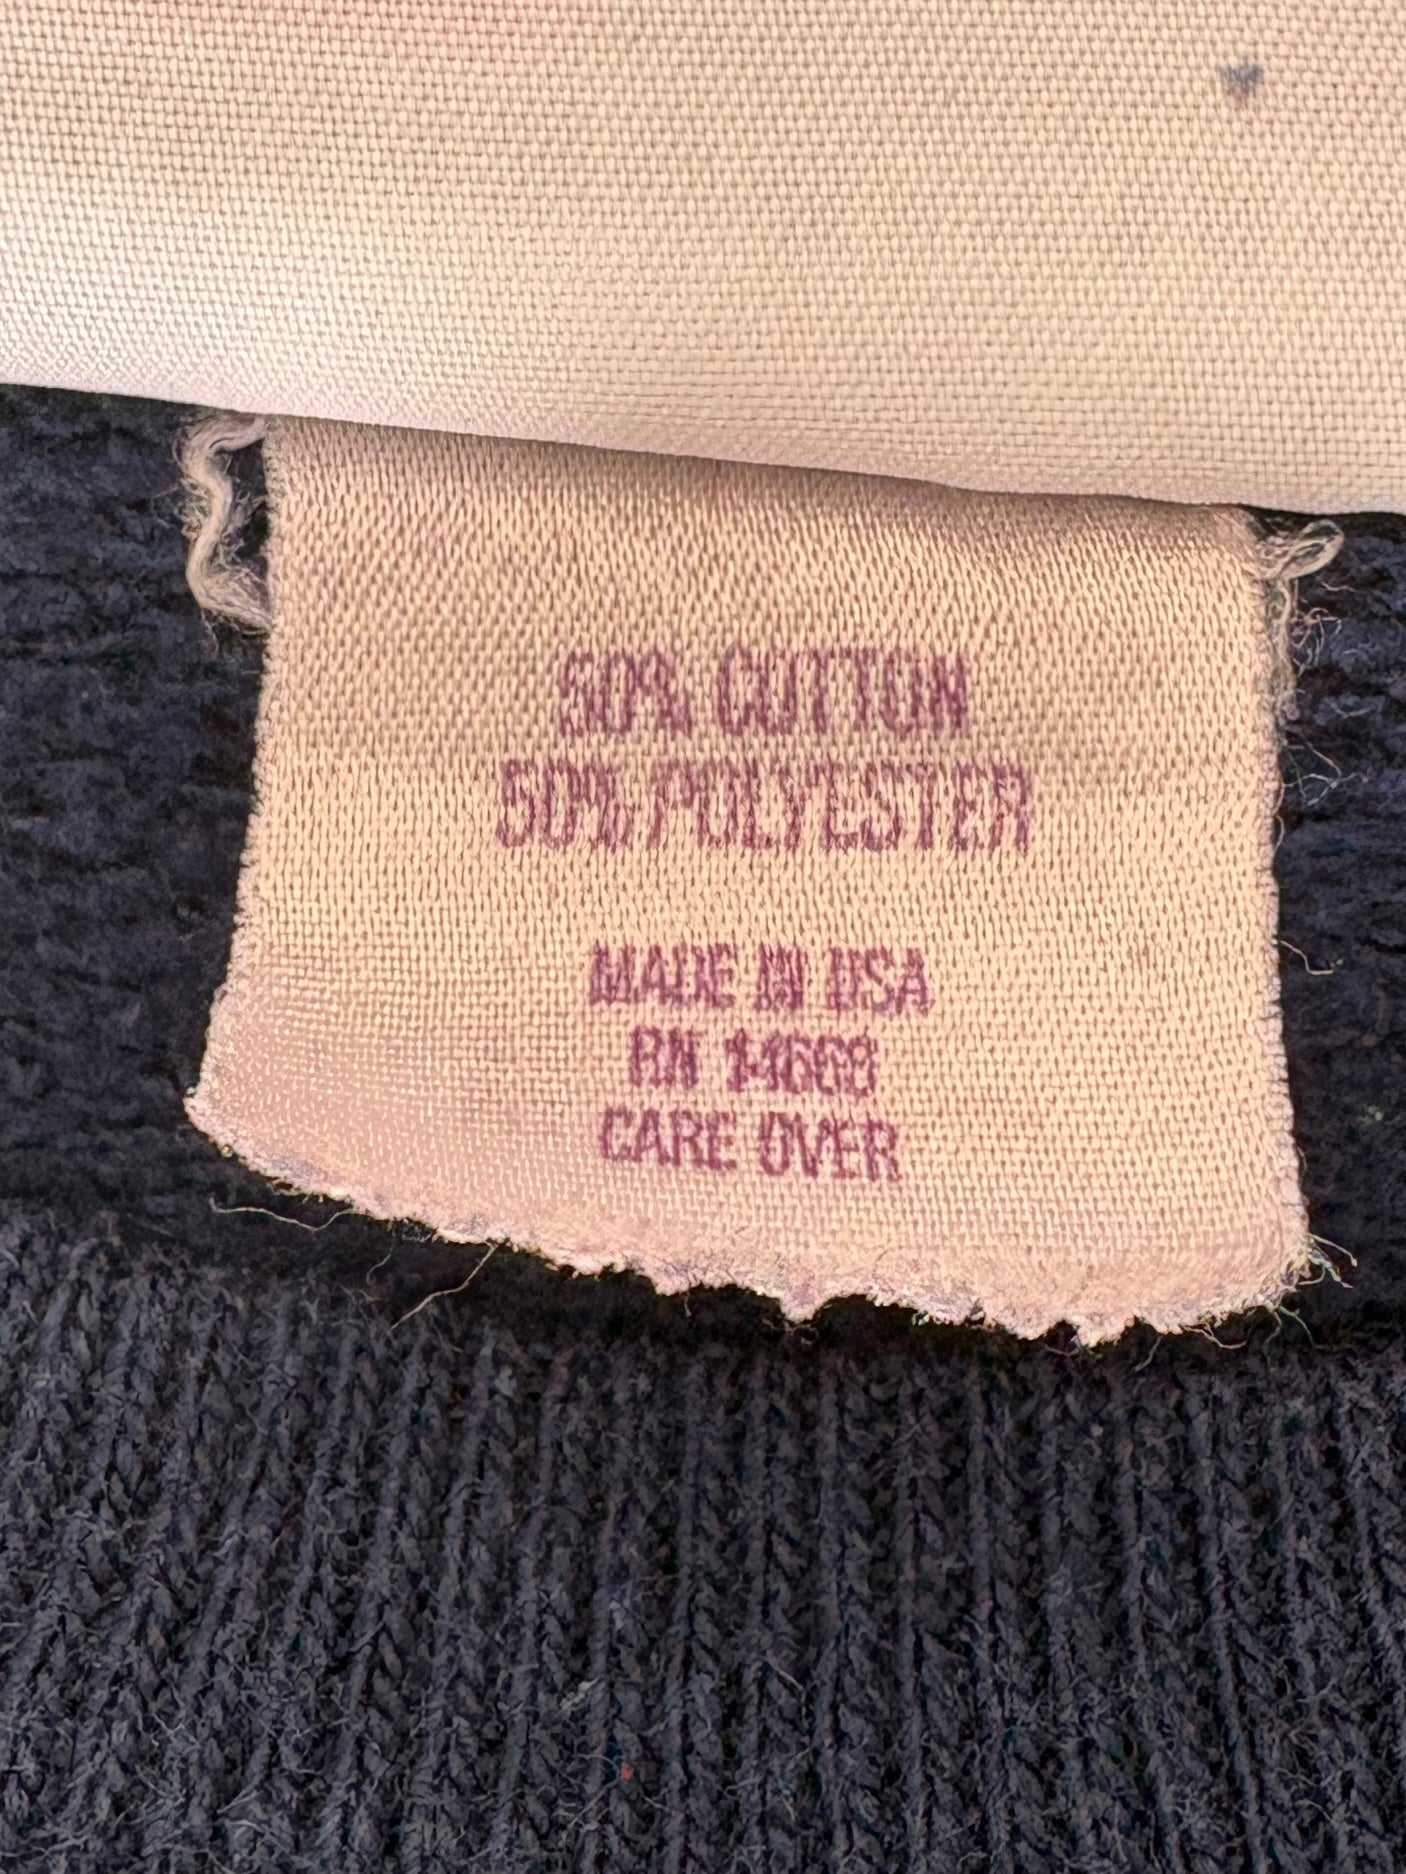 50% COTTON
50% POLYESTER
MADE IN USA
RN 14668
CARE OVER